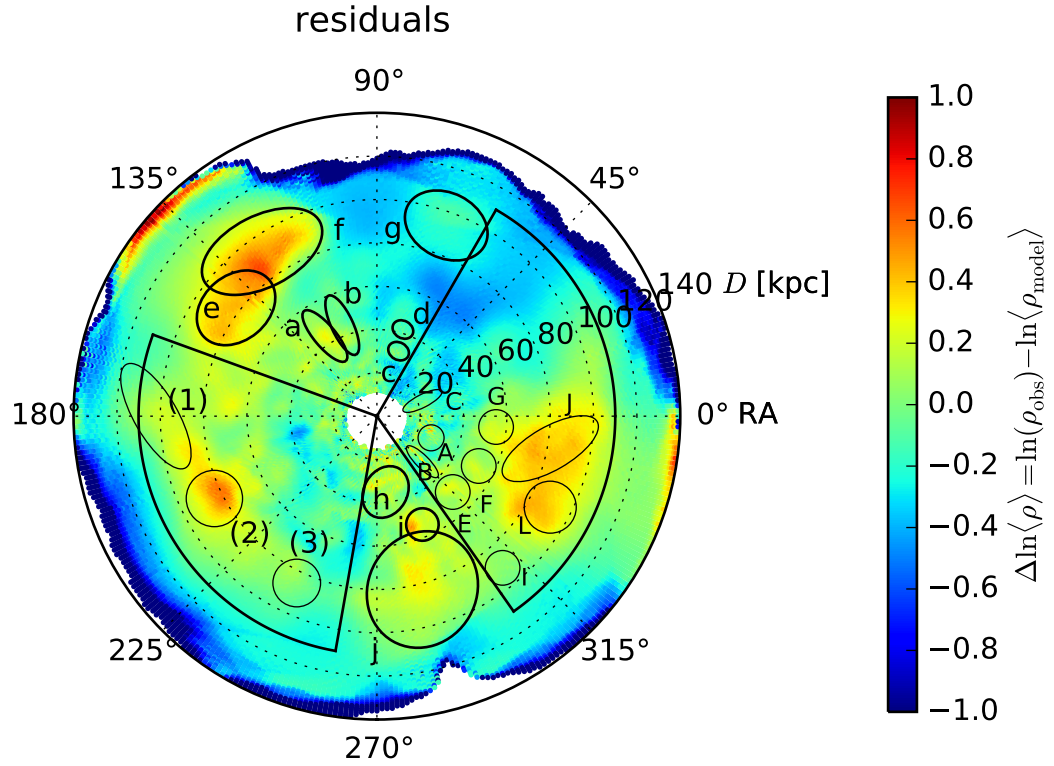 residuals
90°
135°
45°
180°
0° RA
225°
315°
270°
20
40
60
80
100
120
140 D [kpc]
f
g
e
b
a
d
c
C
G
J
(1)
A
B
h
F
E
L
(2)
i
(3)
I
j
1.0
0.8
0.6
0.4
0.2
0.0
−0.2
−0.4
−0.6
−0.8
−1.0
Δln⟨ρ⟩ = ln⟨ρ_obs⟩ − ln⟨ρ_model⟩